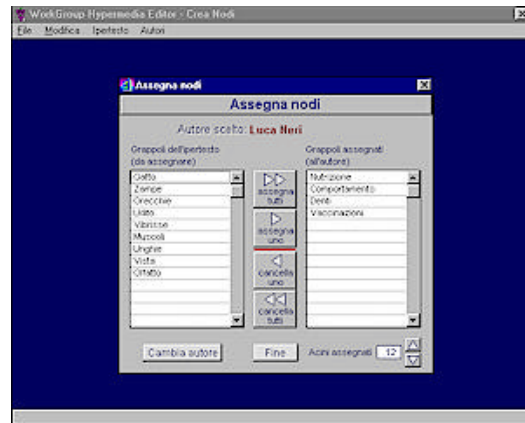 WorkGroup Hypermedia Editor - Crea Nodi
File Modifica Ipertesto Autori
Assegna nodi
Assegna nodi
Autore scelto: Luca Neri
Grappoli dell'ipertesto
(da assegnare)
Gatto
Zampe
Orecchie
Udito
Vibrisse
Muscoli
Unghie
Vista
Olfatto
assegna
tutti
assegna
uno
cancella
uno
cancella
tutti
Grappoli assegnati
(all'autore)
Nutrizione
Comportamento
Denti
Vaccinazioni
Cambia autore
Fine
Acini assegnati 12